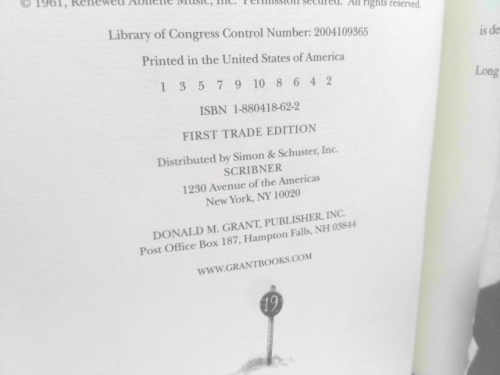 © 1961, Renewed Abilene Music, Inc. Permission secured. All rights reserved.
Library of Congress Control Number: 2004109365
Printed in the United States of America
1 3 5 7 9 10 8 6 4 2
ISBN 1-880418-62-2
FIRST TRADE EDITION
Distributed by Simon & Schuster, Inc.
SCRIBNER
1230 Avenue of the Americas
New York, NY 10020
DONALD M. GRANT, PUBLISHER, INC.
Post Office Box 187, Hampton Falls, NH 03844
WWW.GRANTBOOKS.COM
19
is de
Long